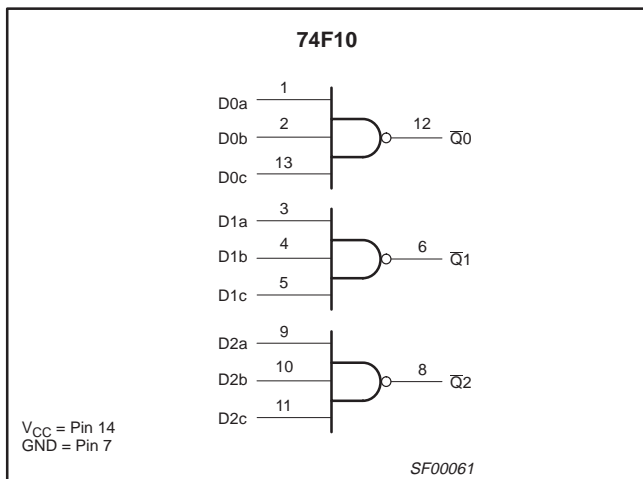 74F10
D0a 1
D0b 2
D0c 13
12 Q̅0
D1a 3
D1b 4
D1c 5
6 Q̅1
D2a 9
D2b 10
D2c 11
8 Q̅2
VCC = Pin 14
GND = Pin 7
SF00061